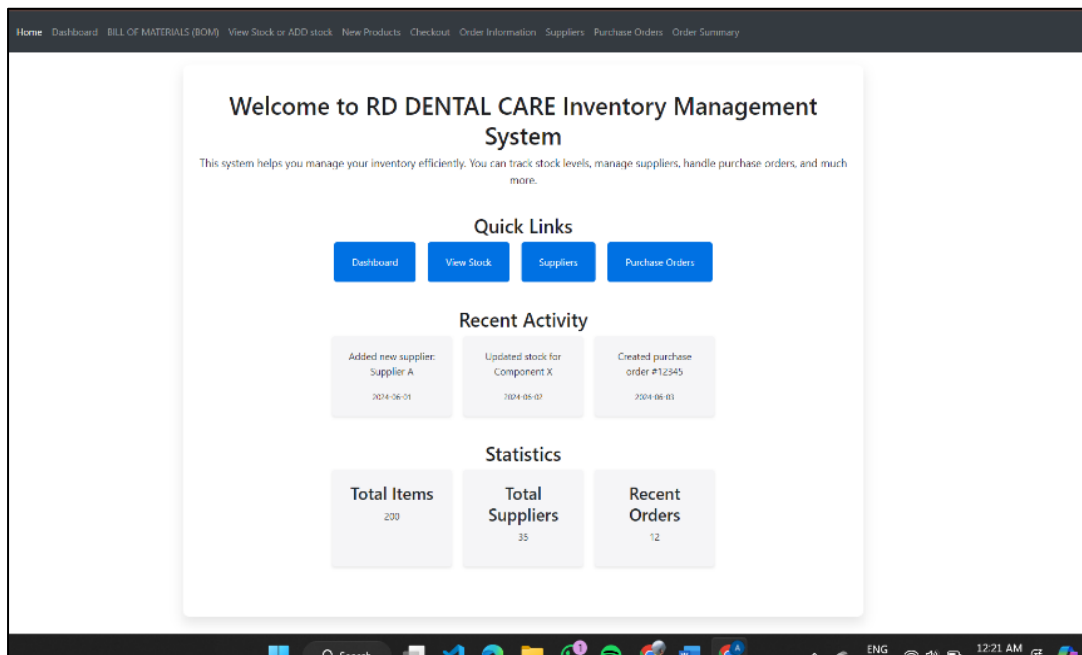 Home Dashboard BILL OF MATERIALS (BOM) View Stock or ADD stock New Products Checkout Order Information Suppliers Purchase Orders Order Summary
Welcome to RD DENTAL CARE Inventory Management
System
This system helps you manage your inventory efficiently. You can track stock levels, manage suppliers, handle purchase orders, and much
more.
Quick Links
Dashboard View Stock Suppliers Purchase Orders
Recent Activity
Added new supplier:
Supplier A
2024-06-01
Updated stock for
Component X
2024-06-02
Created purchase
order #12345
2024-06-03
Statistics
Total Items
200
Total
Suppliers
35
Recent
Orders
12
Search
1
A
ENG
12:21 AM